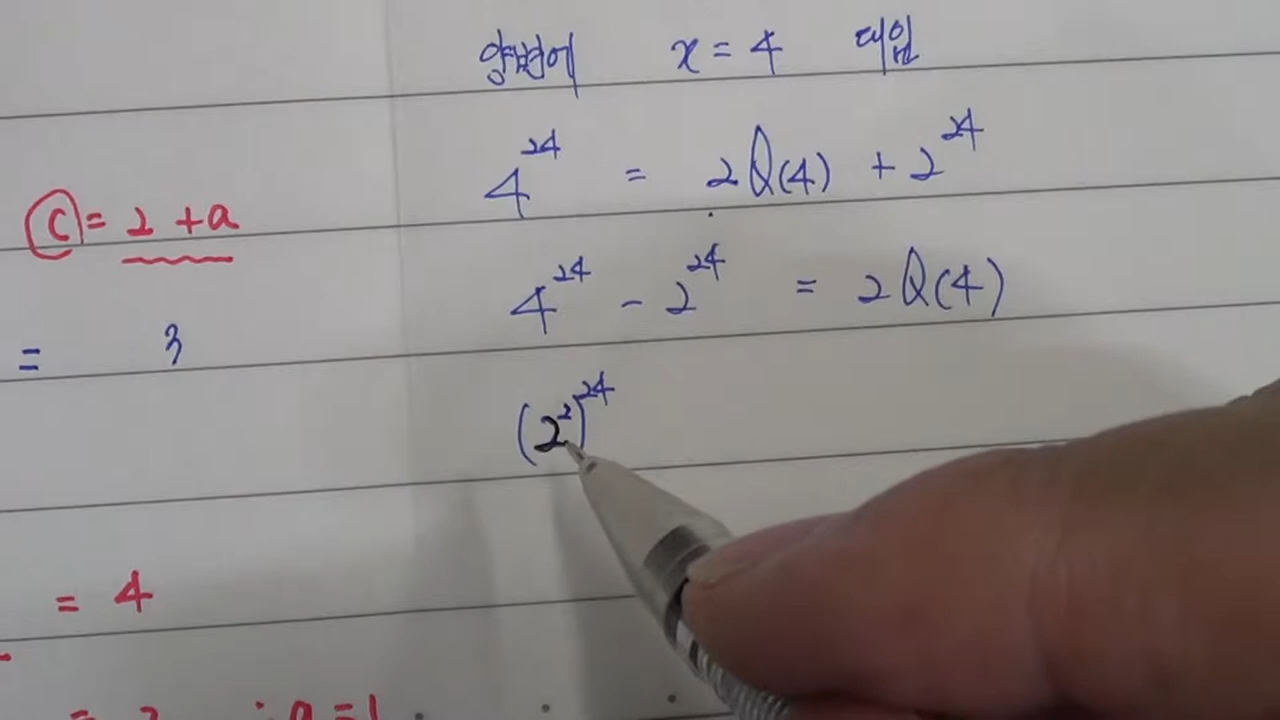 양변에 x = 4 대입
4^24 = 2Q(4) + 2^24
c = 2 + a
4^24 - 2^24 = 2Q(4)
= 3
(2^2)^24
= 4
a = 1